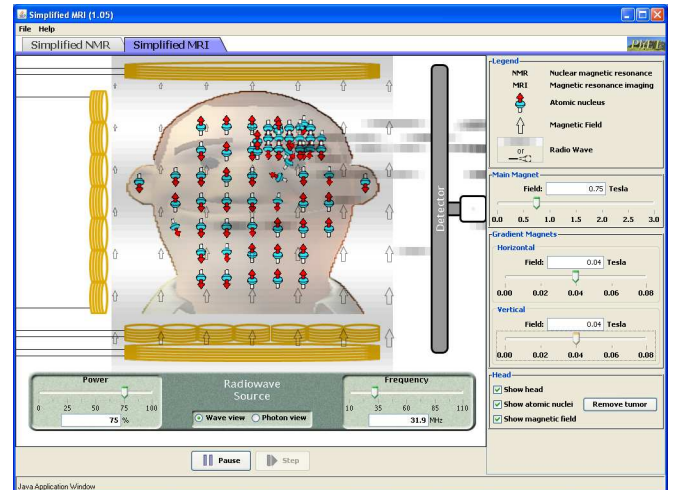 Simplified MRI (1.05)
File Help
Simplified NMR
Simplified MRI
PhET
Legend
NMR Nuclear magnetic resonance
MRI Magnetic resonance imaging
Atomic nucleus
Magnetic Field
or
Radio Wave
Detector
Main Magnet
Field: 0.75 Tesla
0.0 0.5 1.0 1.5 2.0 2.5 3.0
Gradient Magnets
Horizontal
Field: 0.04 Tesla
0.00 0.02 0.04 0.06 0.08
Vertical
Field: 0.04 Tesla
0.00 0.02 0.04 0.06 0.08
Head
Show head
Show atomic nuclei
Remove tumor
Show magnetic field
Power
0 25 50 75 100
75 %
Radiowave
Source
Wave view Photon view
Frequency
10 35 60 85 110
31.9 MHz
Pause
Step
Java Application Window